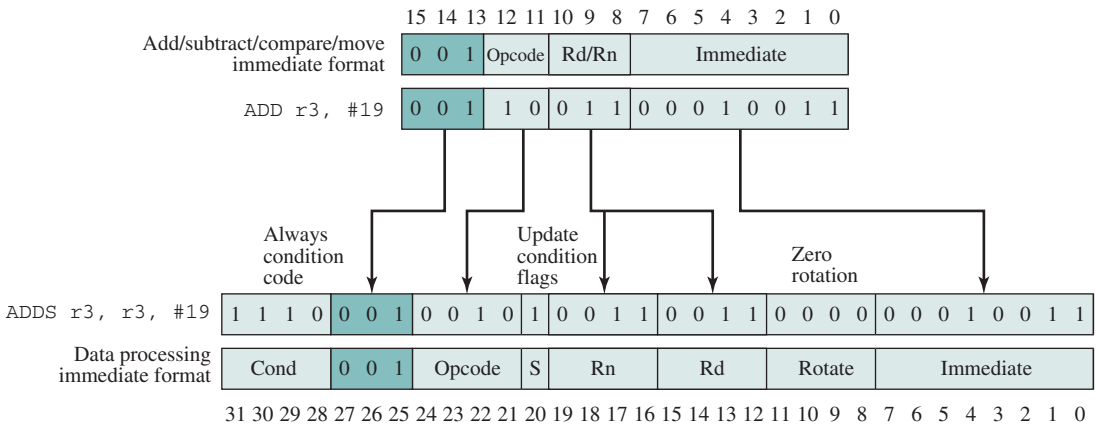 15 14 13 12 11 10 9 8 7 6 5 4 3 2 1 0
Add/subtract/compare/move
immediate format
0 0 1 Opcode Rd/Rn Immediate
ADD r3, #19
0 0 1 1 0 0 1 1 0 0 0 1 0 0 1 1
Always
condition
code
Update
condition
flags
Zero
rotation
ADDS r3, r3, #19
1 1 1 0 0 0 1 0 0 1 0 1 0 0 1 1 0 0 1 1 0 0 0 0 0 0 0 1 0 0 1 1
Data processing
immediate format
Cond 0 0 1 Opcode S Rn Rd Rotate Immediate
31 30 29 28 27 26 25 24 23 22 21 20 19 18 17 16 15 14 13 12 11 10 9 8 7 6 5 4 3 2 1 0